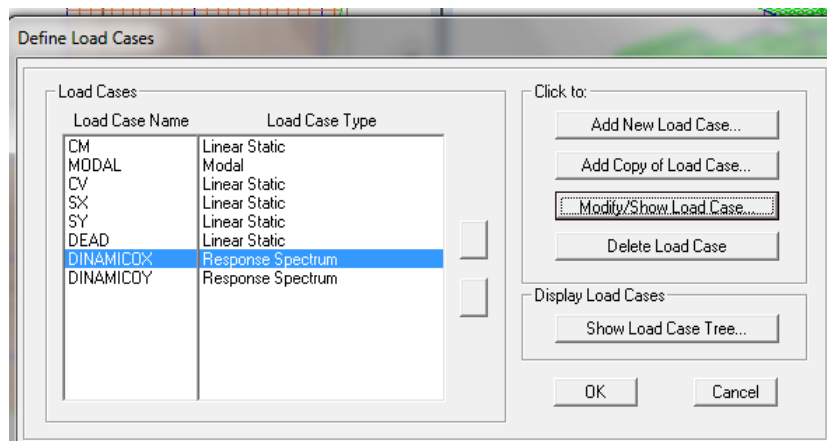 Define Load Cases
Load Cases
Load Case Name Load Case Type
CM Linear Static
MODAL Modal
CV Linear Static
SX Linear Static
SY Linear Static
DEAD Linear Static
DINAMICOX Response Spectrum
DINAMICOY Response Spectrum
Click to:
Add New Load Case...
Add Copy of Load Case...
Modify/Show Load Case...
Delete Load Case
Display Load Cases
Show Load Case Tree...
OK Cancel